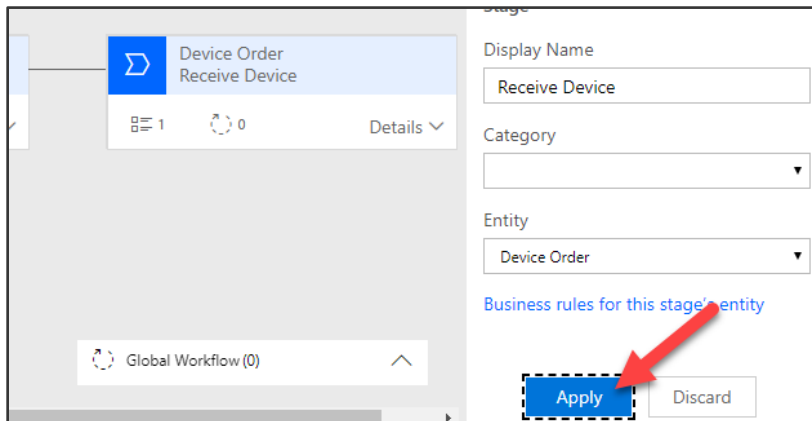 Stage
Device Order
Receive Device
1
0
Details
Global Workflow (0)
Display Name
Receive Device
Category
Entity
Device Order
Business rules for this stage's entity
Apply
Discard